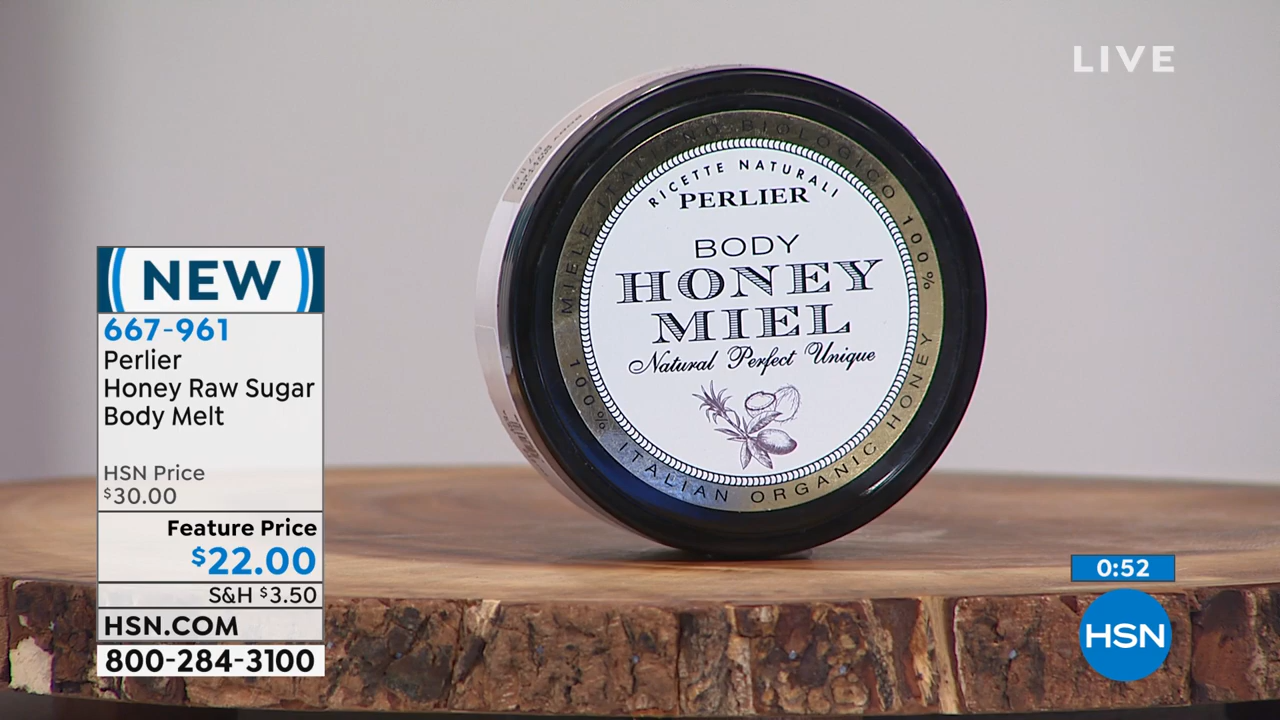 LIVE
NEW
667-961
Perlier
Honey Raw Sugar
Body Melt
HSN Price
$30.00
Feature Price
$22.00
S&H $3.50
HSN.COM
800-284-3100
MIELE ITALIANO BIOLOGICO 100%
RICETTE NATURALI
PERLIER
BODY
HONEY
MIEL
Natural Perfect Unique
100% ITALIAN ORGANIC HONEY
0:52
HSN